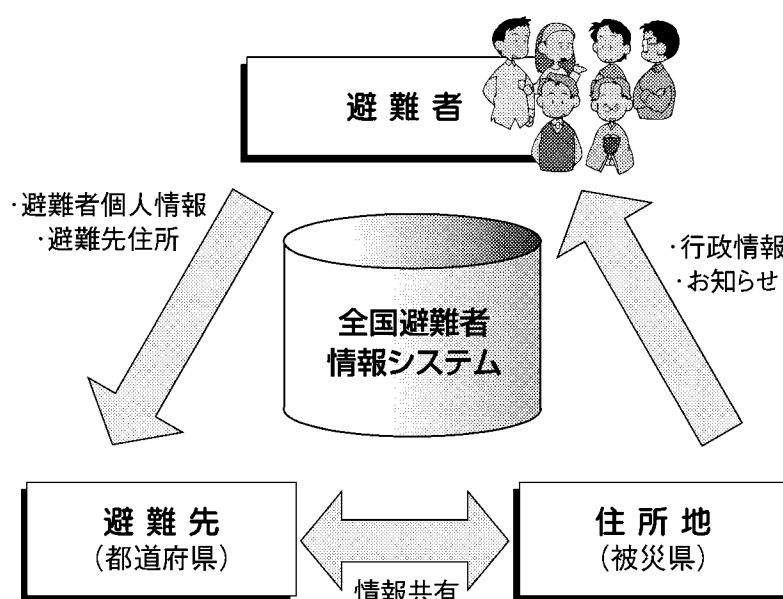 避難者
・避難者個人情報
・避難先住所
全国避難者
情報システム
・行政情報
・お知らせ
避難先
(都道府県)
情報共有
住所地
(被災県)